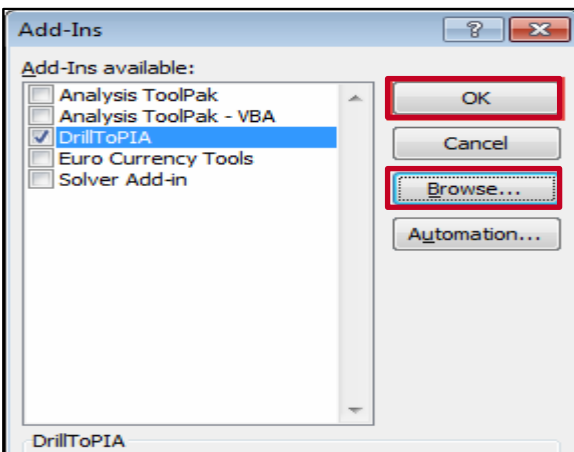 Add-Ins
Add-Ins available:
Analysis ToolPak
Analysis ToolPak - VBA
DrillToPIA
Euro Currency Tools
Solver Add-in
OK
Cancel
Browse...
Automation...
DrillToPIA